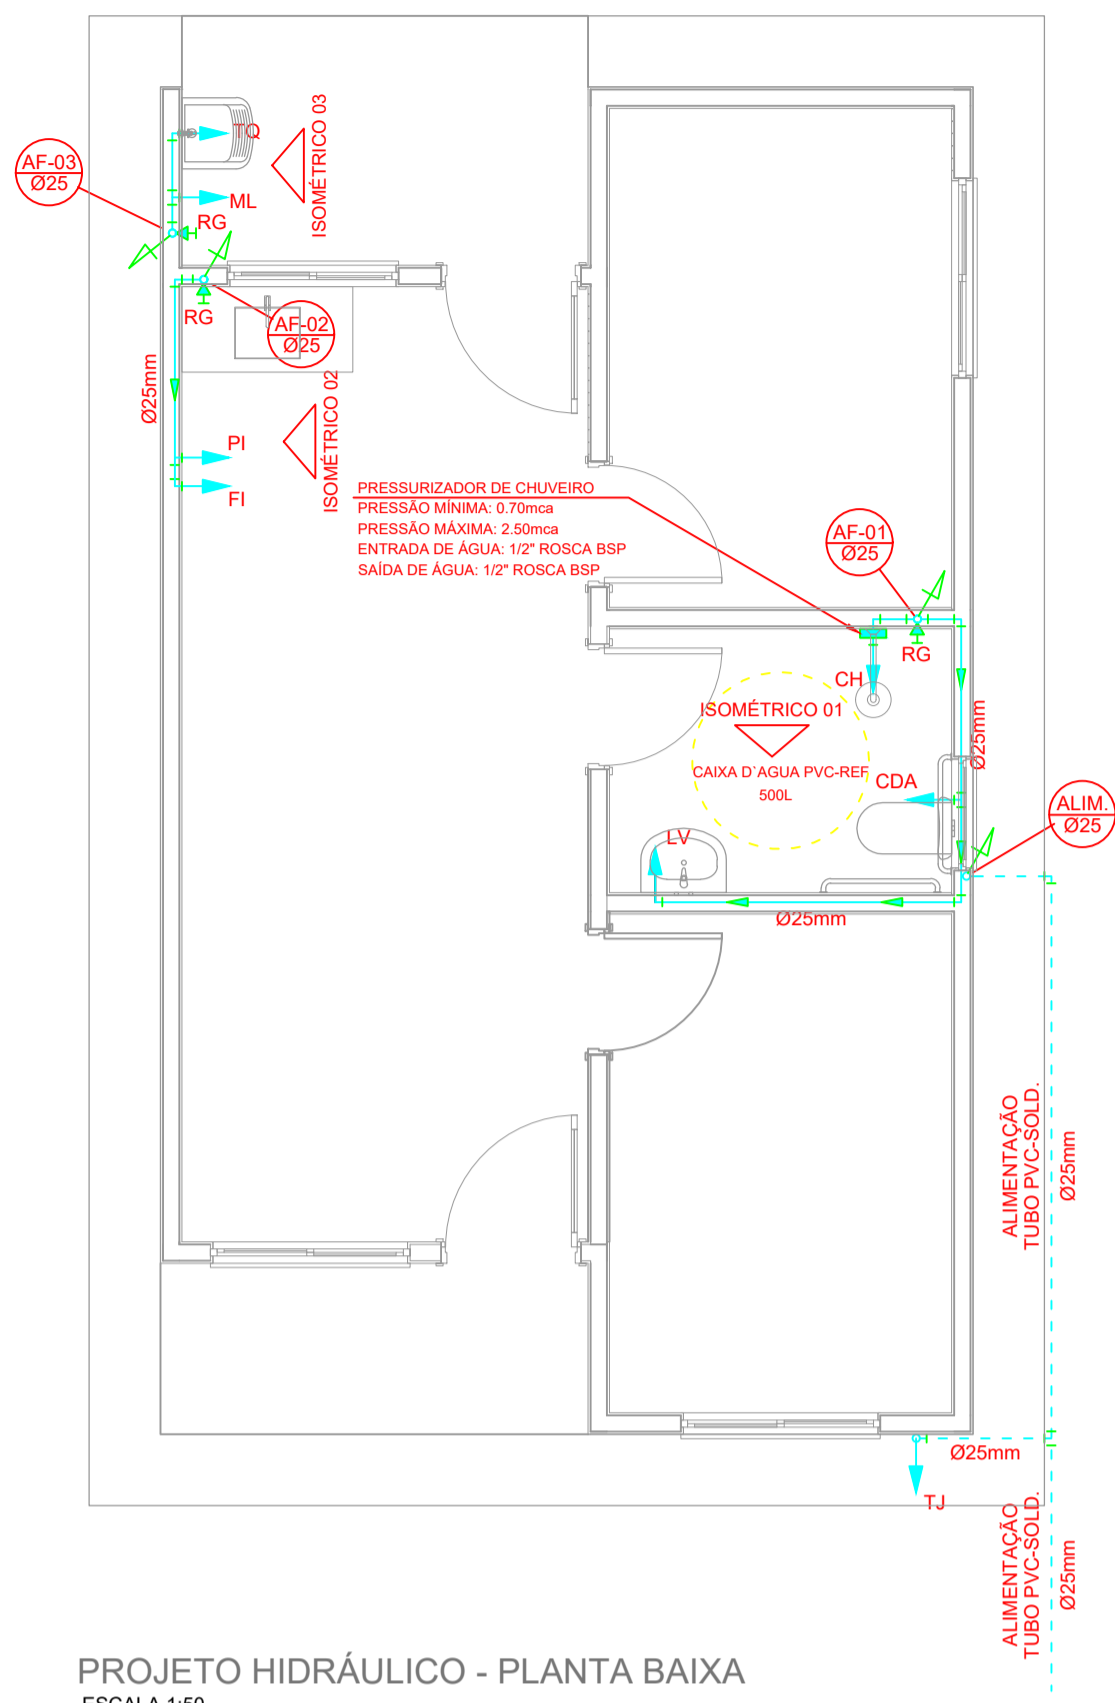 TQ
ISOMÉTRICO 03
AF-03
Ø25
ML
RG
RG
AF-02
Ø25
Ø25mm
ISOMÉTRICO 02
PI
FI
PRESSURIZADOR DE CHUVEIRO
PRESSÃO MÍNIMA: 0.70mca
PRESSÃO MÁXIMA: 2.50mca
ENTRADA DE ÁGUA: 1/2" ROSCA BSP
SAÍDA DE ÁGUA: 1/2" ROSCA BSP
AF-01
Ø25
RG
CH
ISOMÉTRICO 01
Ø25mm
CAIXA D`AGUA PVC-REF
500L
CDA
ALIM.
Ø25
LV
Ø25mm
ALIMENTAÇÃO
TUBO PVC-SOLD.
Ø25mm
Ø25mm
TJ
ALIMENTAÇÃO
TUBO PVC-SOLD.
Ø25mm
PROJETO HIDRÁULICO - PLANTA BAIXA
ESCALA 1:50